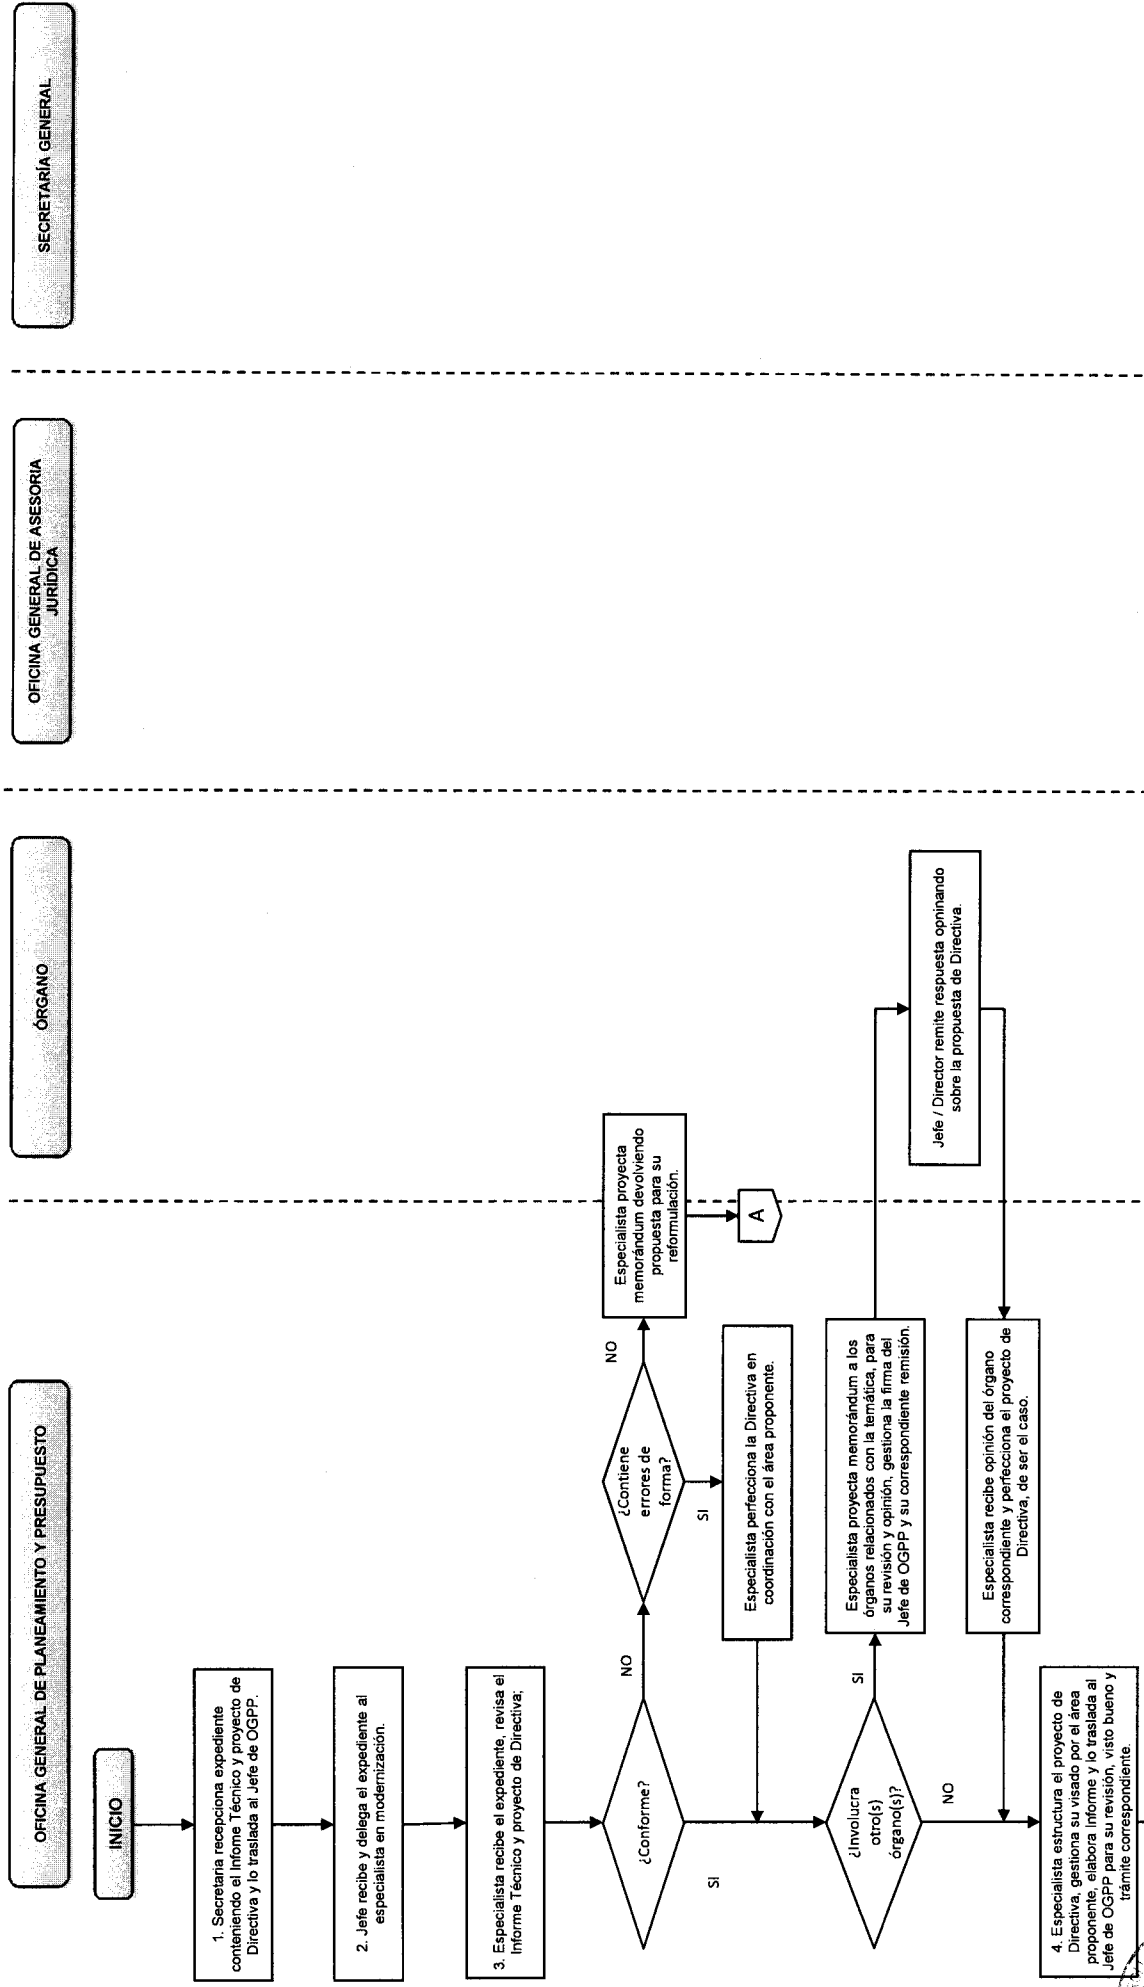 OFICINA GENERAL DE PLANEAMIENTO Y PRESUPUESTO
ÓRGANO
OFICINA GENERAL DE ASESORIA
JURÍDICA
SECRETARÍA GENERAL
INICIO
1. Secretaria recepciona expediente
conteniendo el Informe Técnico y proyecto de
Directiva y lo traslada al Jefe de OGPP.
2. Jefe recibe y delega el expediente al
especialista en modernización.
3. Especialista recibe el expediente, revisa el
Informe Técnico y proyecto de Directiva;
¿Conforme?
NO
¿Contiene
errores de
forma?
NO
Especialista proyecta
memorándum devolviendo
propuesta para su
reformulación.
A
SI
SI
Especialista perfecciona la Directiva en
coordinación con el área proponente.
¿Involucra
otro(s)
órgano(s)?
SI
Especialista proyecta memorándum a los
órganos relacionados con la temática, para
su revisión y opinión, gestiona la firma del
Jefe de OGPP y su correspondiente remisión.
Jefe / Director remite respuesta opninando
sobre la propuesta de Directiva.
NO
Especialista recibe opinión del órgano
correspondiente y perfecciona el proyecto de
Directiva, de ser el caso.
4. Especialista estructura el proyecto de
Directiva, gestiona su visado por el área
proponente, elabora informe y lo traslada al
Jefe de OGPP para su revisión, visto bueno y
trámite correspondiente.